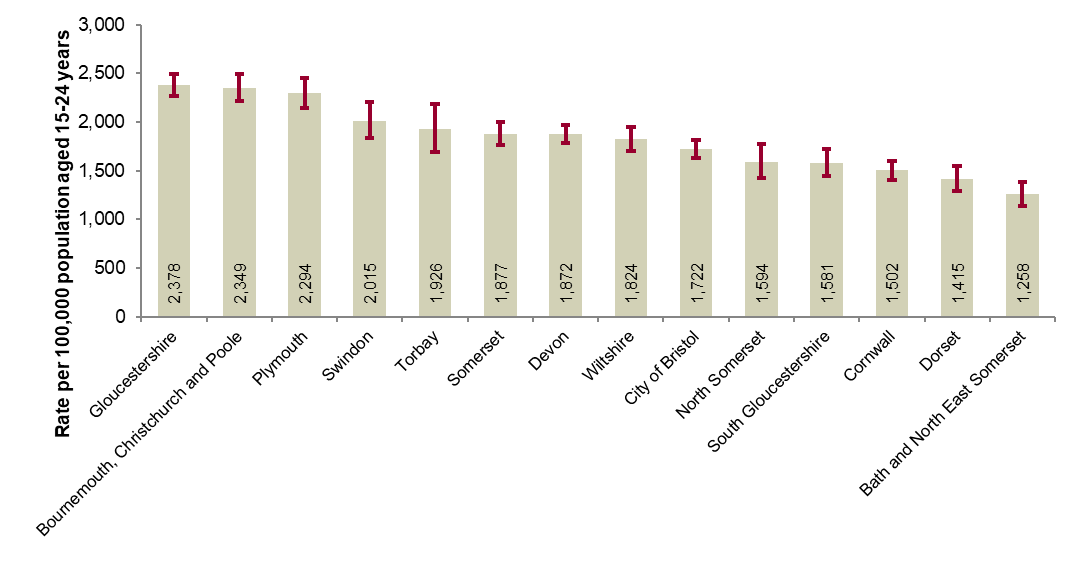 Rate per 100,000 population aged 15-24 years
3,000
2,500
2,000
1,500
1,000
500
0
2,378
2,349
2,294
2,015
1,926
1,877
1,872
1,824
1,722
1,594
1,581
1,502
1,415
1,258
Gloucestershire
Bournemouth, Christchurch and Poole
Plymouth
Swindon
Torbay
Somerset
Devon
Wiltshire
City of Bristol
North Somerset
South Gloucestershire
Cornwall
Dorset
Bath and North East Somerset